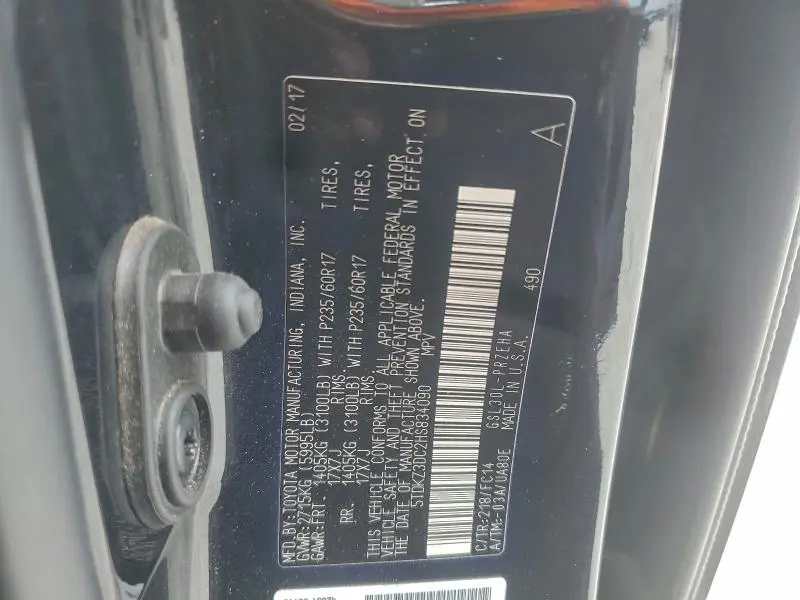 MFD.BY:TOYOTA MOTOR MANUFACTURING, INDIANA, INC. 02/17
GVWR:2715KG (5995LB)
GAWR:FRT. 1405KG (3100LB) WITH P235/60R17 TIRES,
17X7J RIMS
RR. 1405KG (3100LB) WITH P235/60R17 TIRES,
17X7J RIMS
THIS VEHICLE CONFORMS TO ALL APPLICABLE FEDERAL MOTOR
VEHICLE SAFETY AND THEFT PREVENTION STANDARDS IN EFFECT ON
THE DATE OF MANUFACTURE SHOWN ABOVE.
5TDKZ3DC2HS834090 MPV
A
C/TR:218/FC14 GSL30L-PRZEHA 490
A/TM:-03A/UA80E MADE IN U.S.A.